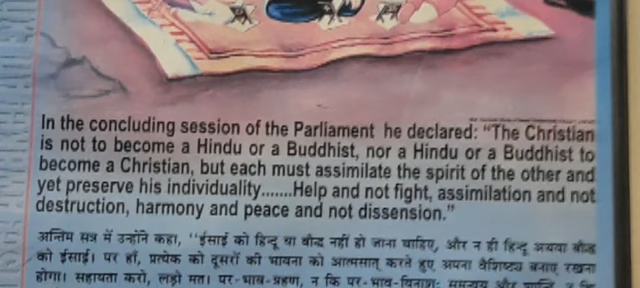 In the concluding session of the Parliament he declared: “The Christian
is not to become a Hindu or a Buddhist, nor a Hindu or a Buddhist to
become a Christian, but each must assimilate the spirit of the other and
yet preserve his individuality.......Help and not fight, assimilation and not
destruction, harmony and peace and not dissension.”
अन्तिम सत्र में उन्होंने कहा, ‘‘ईसाई को हिन्दू या बौद्ध नहीं हो जाना चाहिए, और न ही हिन्दू अथवा बौद्ध
को ईसाई। पर हाँ, प्रत्येक को दूसरों की भावना को आत्मसात् करते हुए अपना वैशिष्ट्य बनाए रखना
होगा। सहायता करो, लड़ो मत। पर-भाव-ग्रहण, न कि पर-भाव-विनाश; समन्वय और शान्ति, न कि